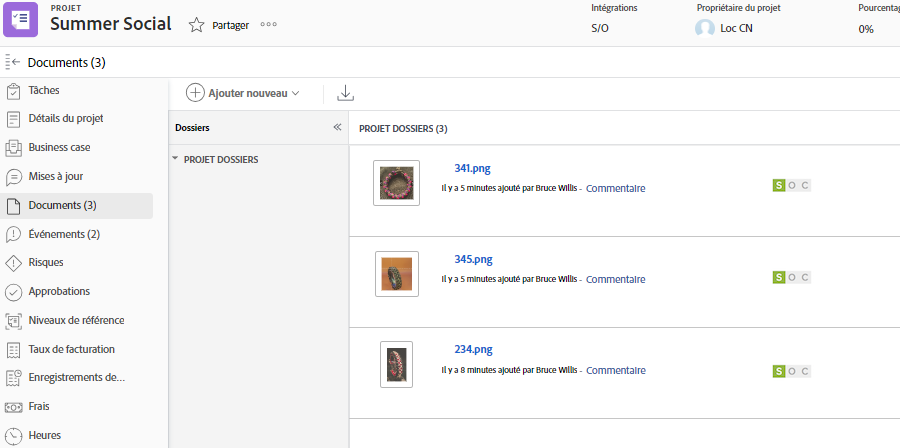 PROJET
Summer Social
Partager
Intégrations
S/O
Propriétaire du projet
Loc CN
Pourcentag
0%
Documents (3)
Tâches
Détails du projet
Business case
Mises à jour
Documents (3)
Événements (2)
Risques
Approbations
Niveaux de référence
Taux de facturation
Enregistrements de...
Frais
Heures
Ajouter nouveau
Dossiers
PROJET DOSSIERS
PROJET DOSSIERS (3)
341.png
Il y a 5 minutes ajouté par Bruce Willis - Commentaire
S O C
345.png
Il y a 5 minutes ajouté par Bruce Willis - Commentaire
S O C
234.png
Il y a 8 minutes ajouté par Bruce Willis - Commentaire
S O C